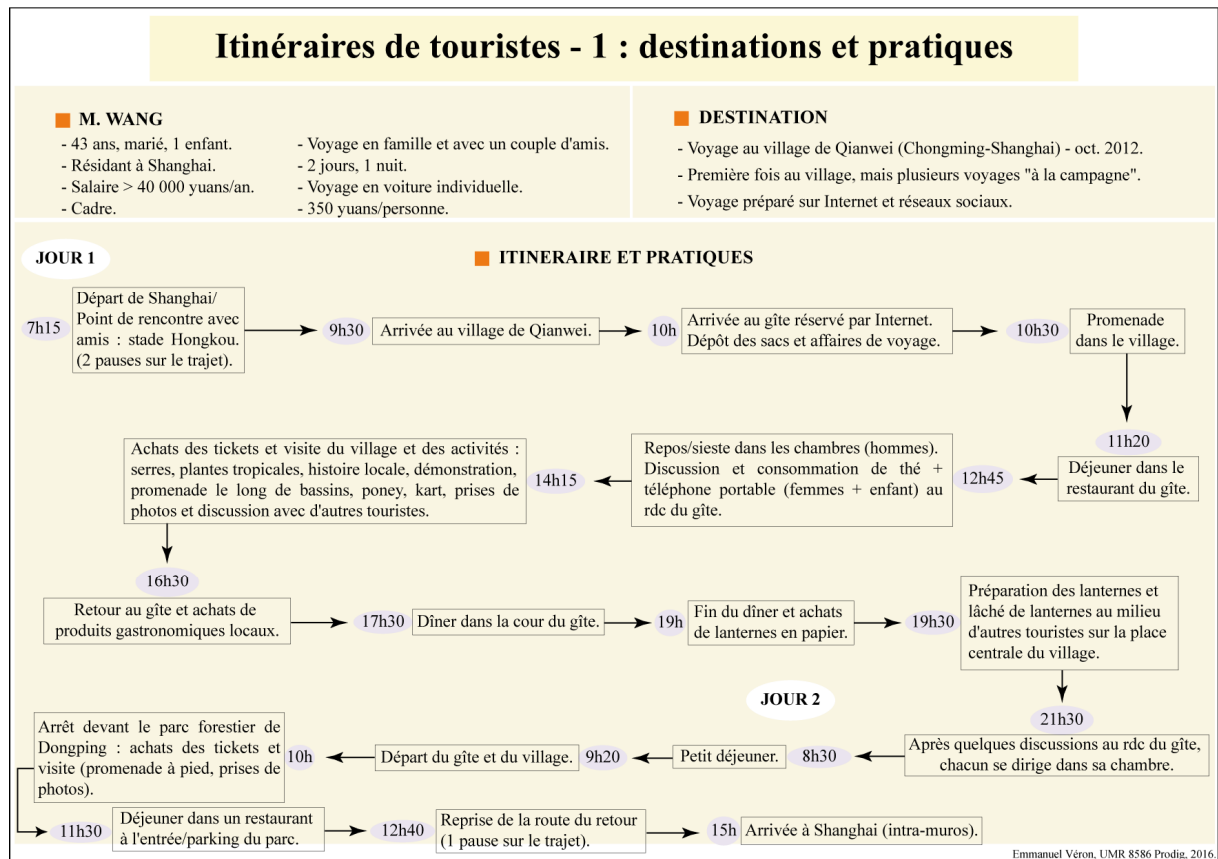 Itinéraires de touristes - 1 : destinations et pratiques
M. WANG
- 43 ans, marié, 1 enfant.
- Résidant à Shanghai.
- Salaire > 40 000 yuans/an.
- Cadre.
- Voyage en famille et avec un couple d'amis.
- 2 jours, 1 nuit.
- Voyage en voiture individuelle.
- 350 yuans/personne.
DESTINATION
- Voyage au village de Qianwei (Chongming-Shanghai) - oct. 2012.
- Première fois au village, mais plusieurs voyages "à la campagne".
- Voyage préparé sur Internet et réseaux sociaux.
JOUR 1
ITINERAIRE ET PRATIQUES
7h15
Départ de Shanghai/
Point de rencontre avec
amis : stade Hongkou.
(2 pauses sur le trajet).
9h30
Arrivée au village de Qianwei.
10h
Arrivée au gîte réservé par Internet.
Dépôt des sacs et affaires de voyage.
10h30
Promenade
dans le village.
11h20
Déjeuner dans le
restaurant du gîte.
12h45
Repos/sieste dans les chambres (hommes).
Discussion et consommation de thé +
téléphone portable (femmes + enfant) au
rdc du gîte.
14h15
Achats des tickets et visite du village et des activités :
serres, plantes tropicales, histoire locale, démonstration,
promenade le long de bassins, poney, kart, prises de
photos et discussion avec d'autres touristes.
16h30
Retour au gîte et achats de
produits gastronomiques locaux.
17h30
Dîner dans la cour du gîte.
19h
Fin du dîner et achats
de lanternes en papier.
19h30
Préparation des lanternes et
lâché de lanternes au milieu
d'autres touristes sur la place
centrale du village.
21h30
Après quelques discussions au rdc du gîte,
chacun se dirige dans sa chambre.
JOUR 2
8h30
Petit déjeuner.
9h20
Départ du gîte et du village.
10h
Arrêt devant le parc forestier de
Dongping : achats des tickets et
visite (promenade à pied, prises de
photos).
11h30
Déjeuner dans un restaurant
à l'entrée/parking du parc.
12h40
Reprise de la route du retour
(1 pause sur le trajet).
15h
Arrivée à Shanghai (intra-muros).
Emmanuel Véron, UMR 8586 Prodig, 2016.